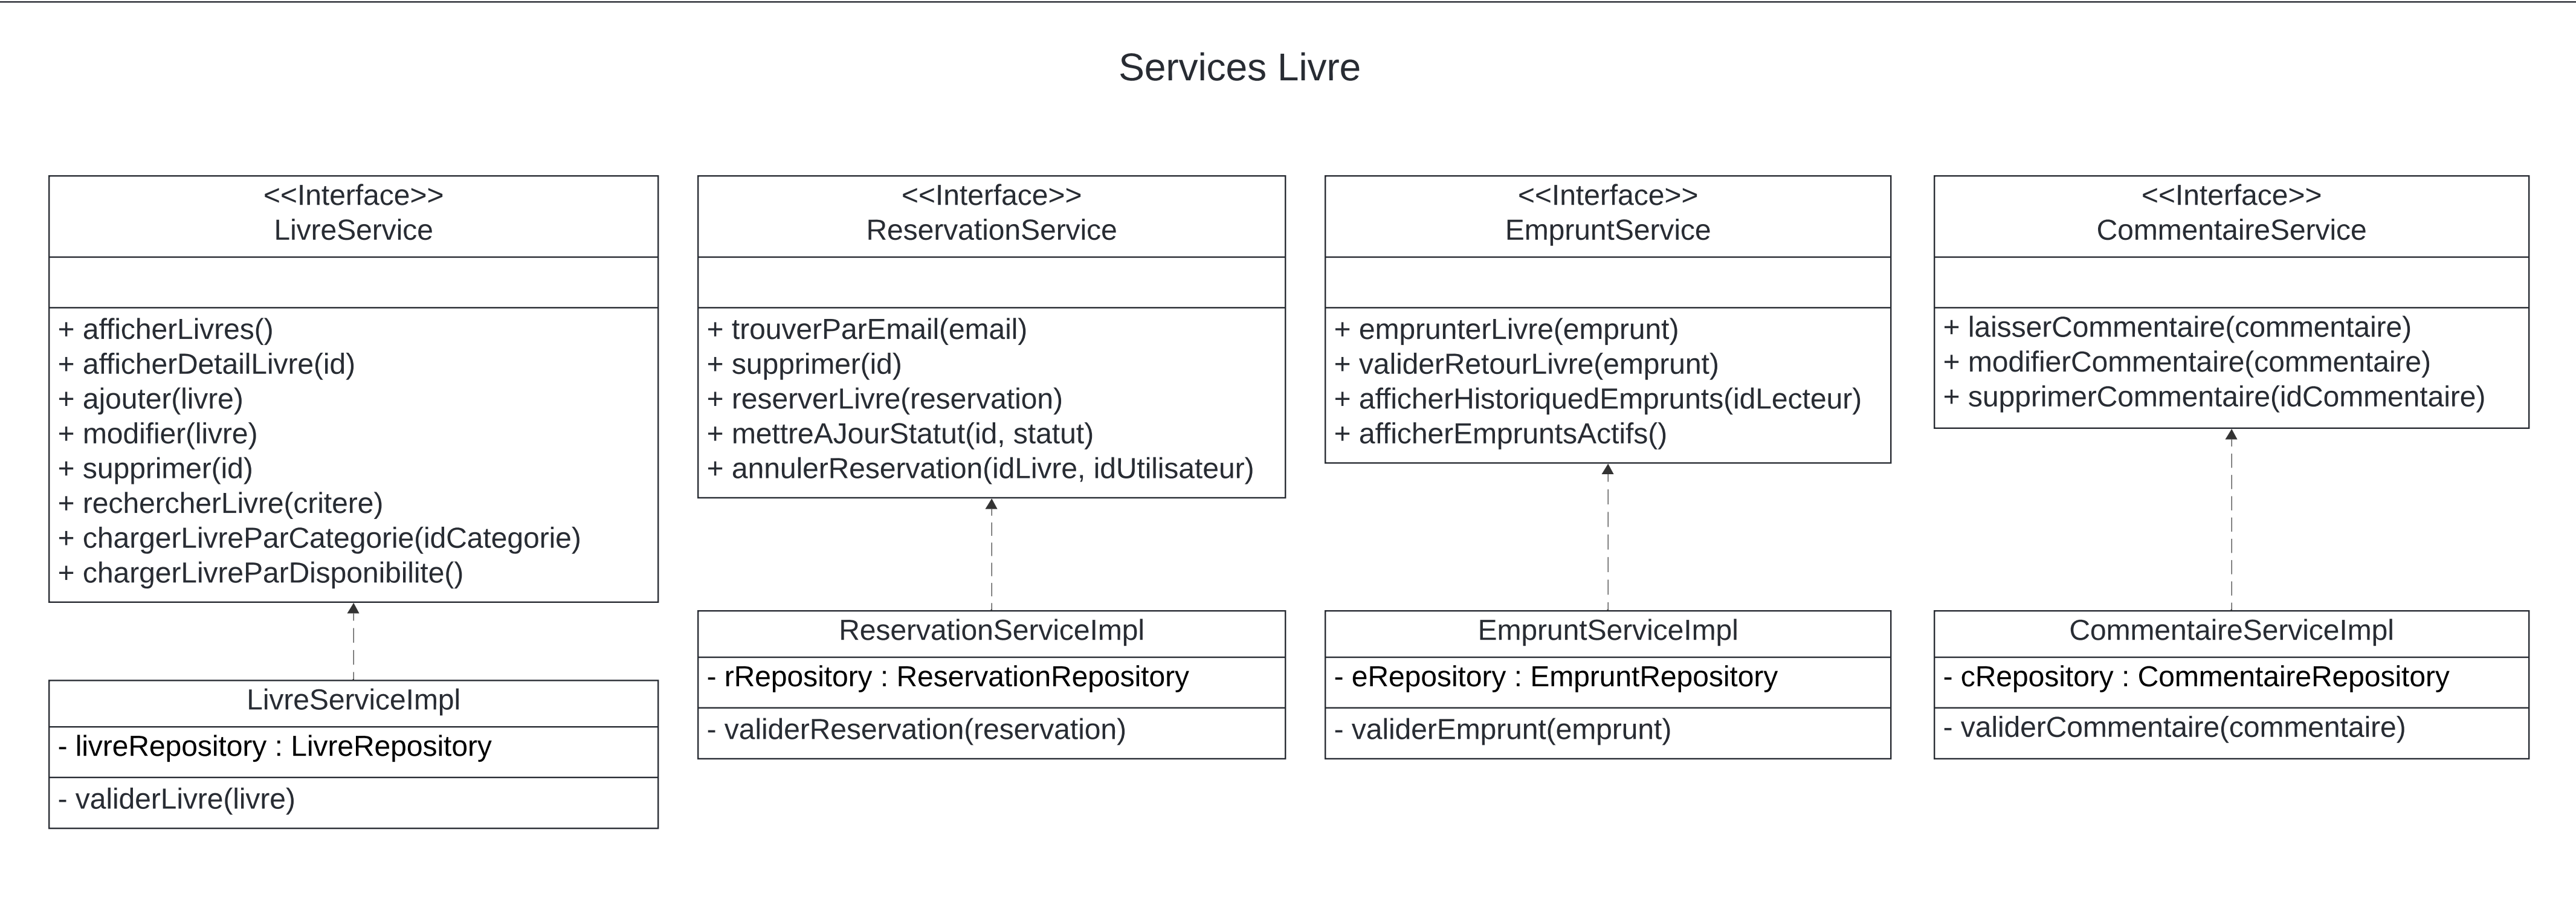 Services Livre
<<Interface>>
LivreService
+ afficherLivres()
+ afficherDetailLivre(id)
+ ajouter(livre)
+ modifier(livre)
+ supprimer(id)
+ rechercherLivre(critere)
+ chargerLivreParCategorie(idCategorie)
+ chargerLivreParDisponibilite()
LivreServiceImpl
- livreRepository : LivreRepository
- validerLivre(livre)
<<Interface>>
ReservationService
+ trouverParEmail(email)
+ supprimer(id)
+ reserverLivre(reservation)
+ mettreAJourStatut(id, statut)
+ annulerReservation(idLivre, idUtilisateur)
ReservationServiceImpl
- rRepository : ReservationRepository
- validerReservation(reservation)
<<Interface>>
EmpruntService
+ emprunterLivre(emprunt)
+ validerRetourLivre(emprunt)
+ afficherHistoriquedEmprunts(idLecteur)
+ afficherEmpruntsActifs()
EmpruntServiceImpl
- eRepository : EmpruntRepository
- validerEmprunt(emprunt)
<<Interface>>
CommentaireService
+ laisserCommentaire(commentaire)
+ modifierCommentaire(commentaire)
+ supprimerCommentaire(idCommentaire)
CommentaireServiceImpl
- cRepository : CommentaireRepository
- validerCommentaire(commentaire)